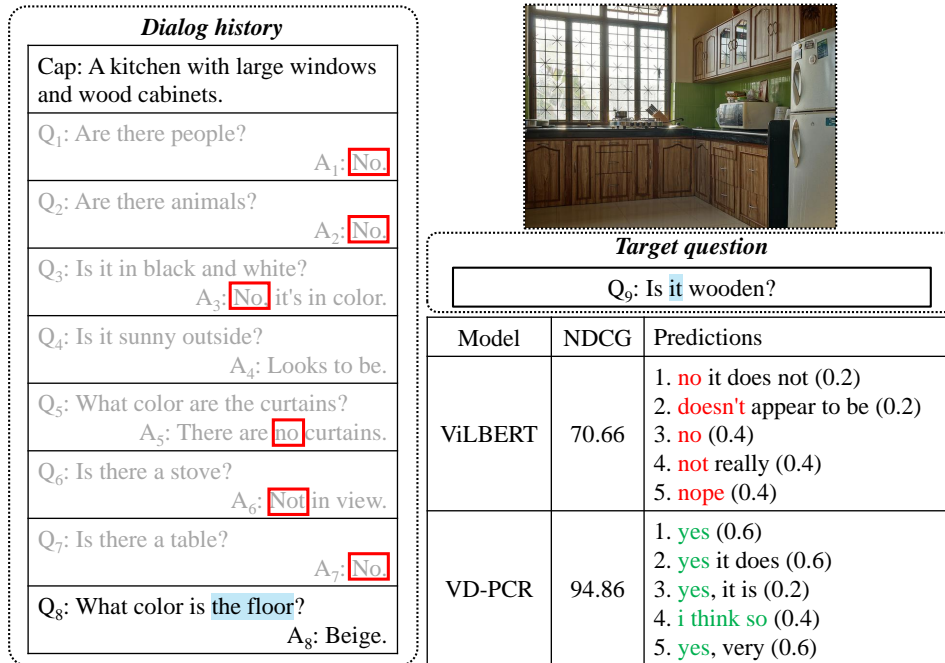 Dialog history
Cap: A kitchen with large windows
and wood cabinets.
Q1: Are there people?
A1: No.
Q2: Are there animals?
A2: No.
Q3: Is it in black and white?
A3: No, it's in color.
Q4: Is it sunny outside?
A4: Looks to be.
Q5: What color are the curtains?
A5: There are no curtains.
Q6: Is there a stove?
A6: Not in view.
Q7: Is there a table?
A7: No.
Q8: What color is the floor?
A8: Beige.
Target question
Q9: Is it wooden?
Model NDCG Predictions
ViLBERT 70.66
1. no it does not (0.2)
2. doesn't appear to be (0.2)
3. no (0.4)
4. not really (0.4)
5. nope (0.4)
VD-PCR 94.86
1. yes (0.6)
2. yes it does (0.6)
3. yes, it is (0.2)
4. i think so (0.4)
5. yes, very (0.6)